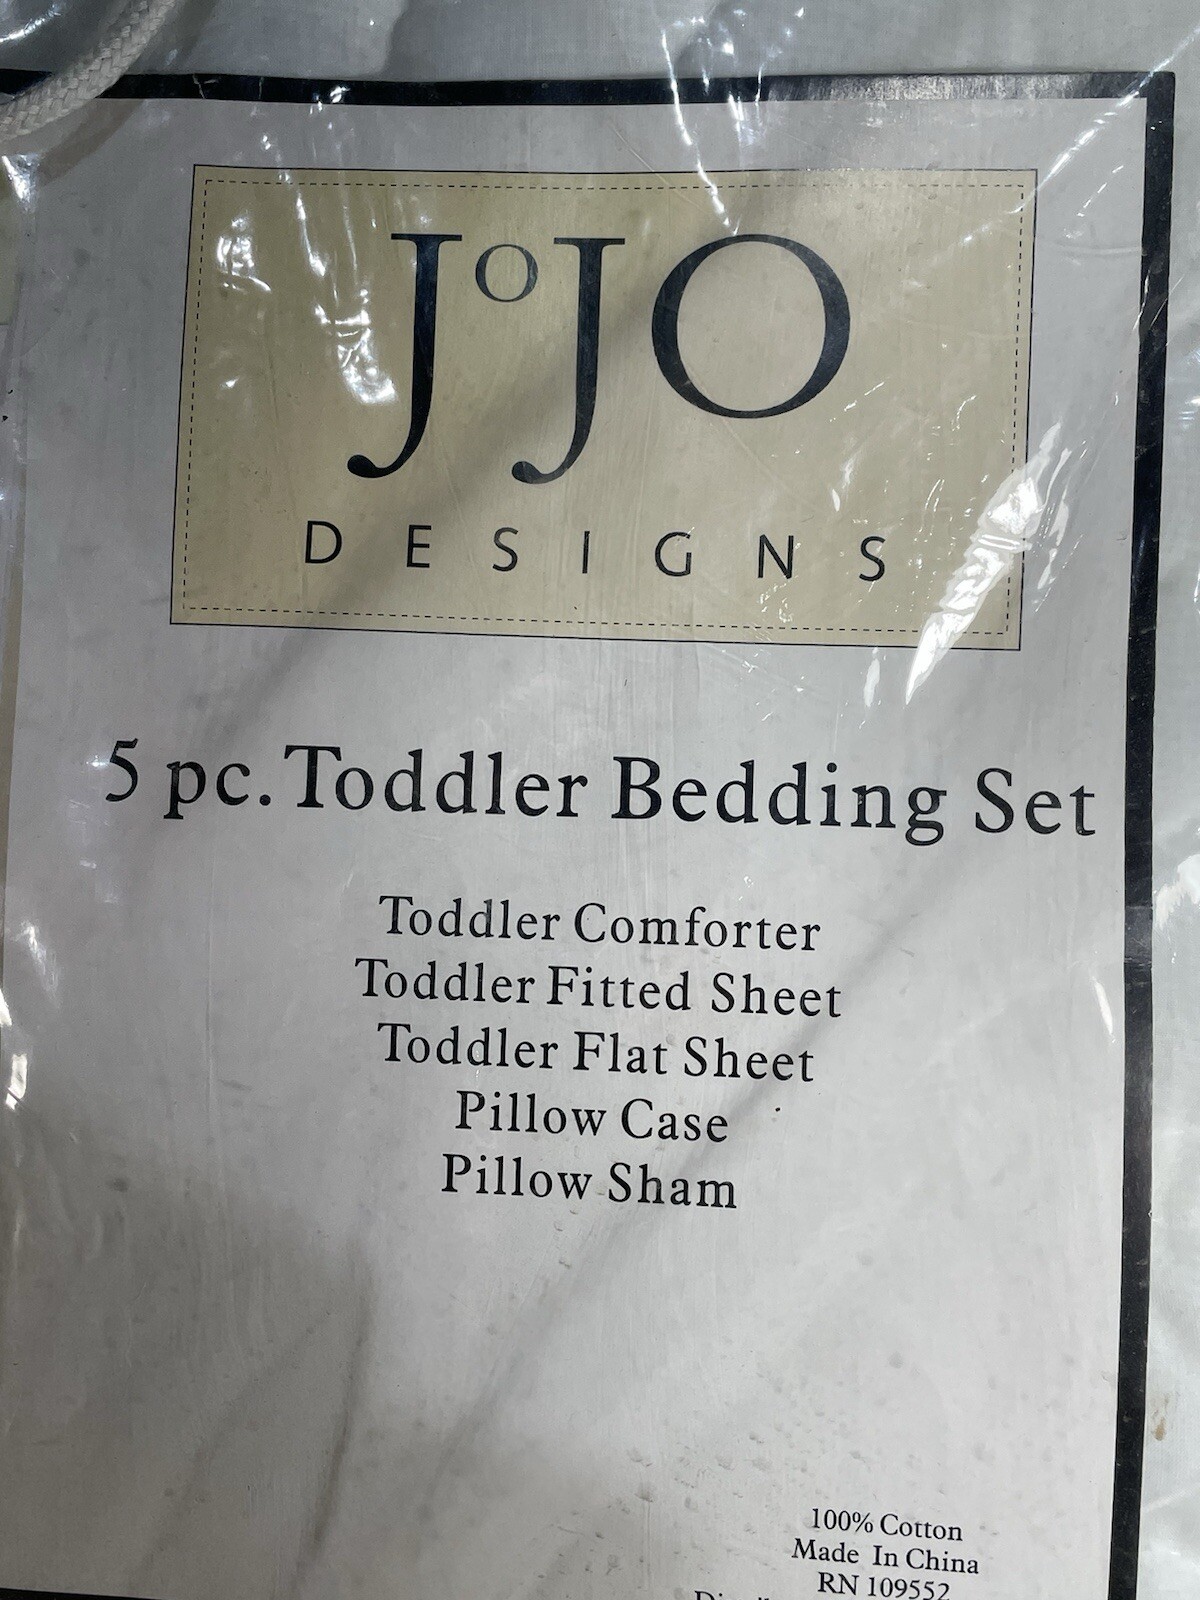 JoJO
DESIGNS
5 pc. Toddler Bedding Set
Toddler Comforter
Toddler Fitted Sheet
Toddler Flat Sheet
Pillow Case
Pillow Sham
100% Cotton
Made In China
RN 109552